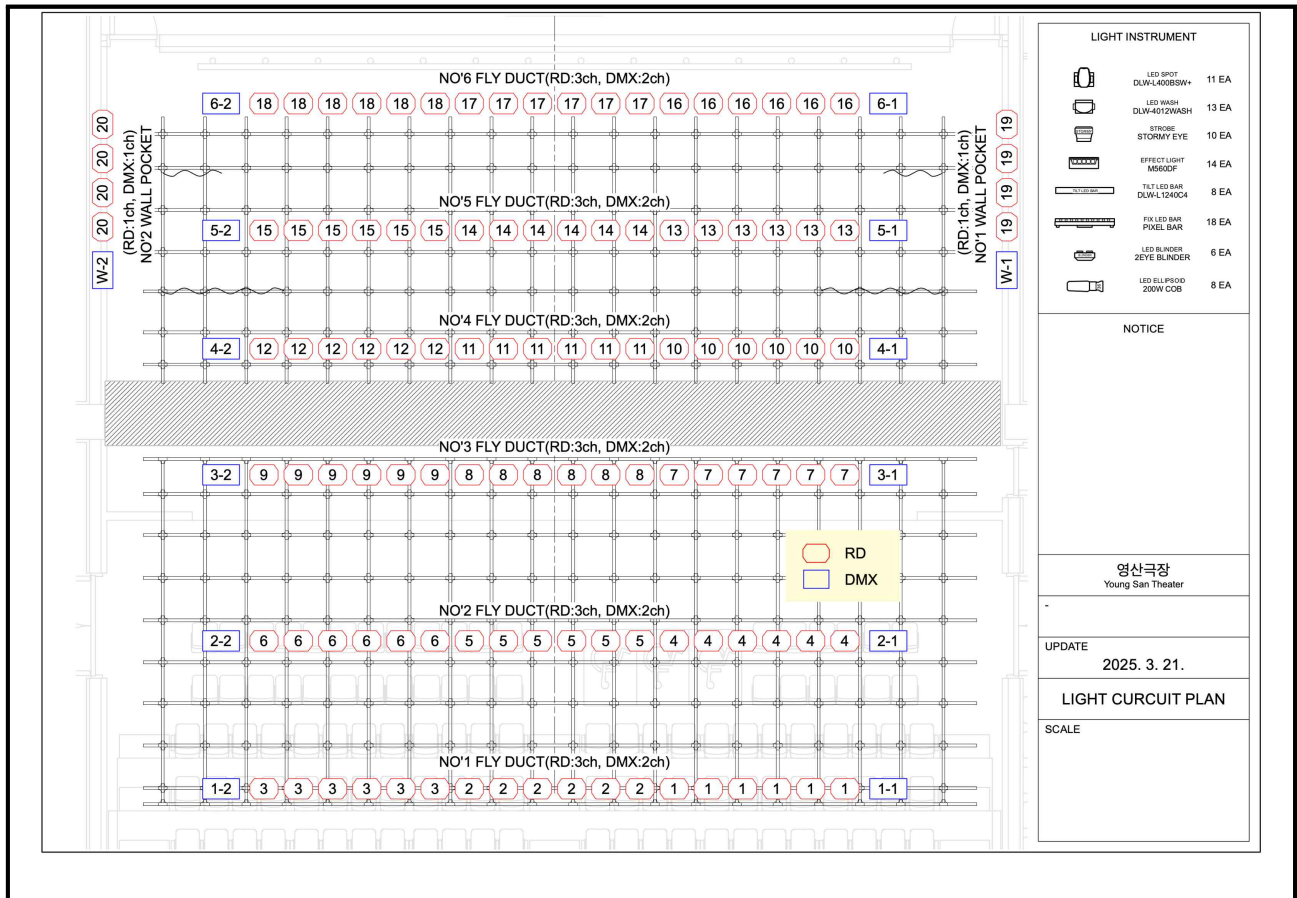 NO'6 FLY DUCT(RD:3ch, DMX:2ch)
6-2 18 18 18 18 18 18 17 17 17 17 17 17 16 16 16 16 16 16 6-1
20 20 20 20
W-2
(RD:1ch, DMX:1ch)
NO'2 WALL POCKET
(RD:1ch, DMX:1ch)
NO'1 WALL POCKET
19 19 19 19
W-1
NO'5 FLY DUCT(RD:3ch, DMX:2ch)
5-2 15 15 15 15 15 15 14 14 14 14 14 14 13 13 13 13 13 13 5-1
NO'4 FLY DUCT(RD:3ch, DMX:2ch)
4-2 12 12 12 12 12 12 11 11 11 11 11 11 10 10 10 10 10 10 4-1
NO'3 FLY DUCT(RD:3ch, DMX:2ch)
3-2 9 9 9 9 9 9 8 8 8 8 8 8 7 7 7 7 7 7 3-1
RD
DMX
NO'2 FLY DUCT(RD:3ch, DMX:2ch)
2-2 6 6 6 6 6 6 5 5 5 5 5 5 4 4 4 4 4 4 2-1
NO'1 FLY DUCT(RD:3ch, DMX:2ch)
1-2 3 3 3 3 3 3 2 2 2 2 2 2 1 1 1 1 1 1 1-1
LIGHT INSTRUMENT
LED SPOT
DLW-L400BSW+ 11 EA
LED WASH
DLW-4012WASH 13 EA
STORMY
STROBE
STORMY EYE 10 EA
EFFECT LIGHT
M560DF 14 EA
TILT LED BAR
TILT LED BAR
DLW-L1240C4 8 EA
FIX LED BAR
PIXEL BAR 18 EA
LED BLINDER
2EYE BLINDER 6 EA
LED ELLIPSOID
200W COB 8 EA
NOTICE
영산극장
Young San Theater
-
UPDATE
2025. 3. 21.
LIGHT CURCUIT PLAN
SCALE